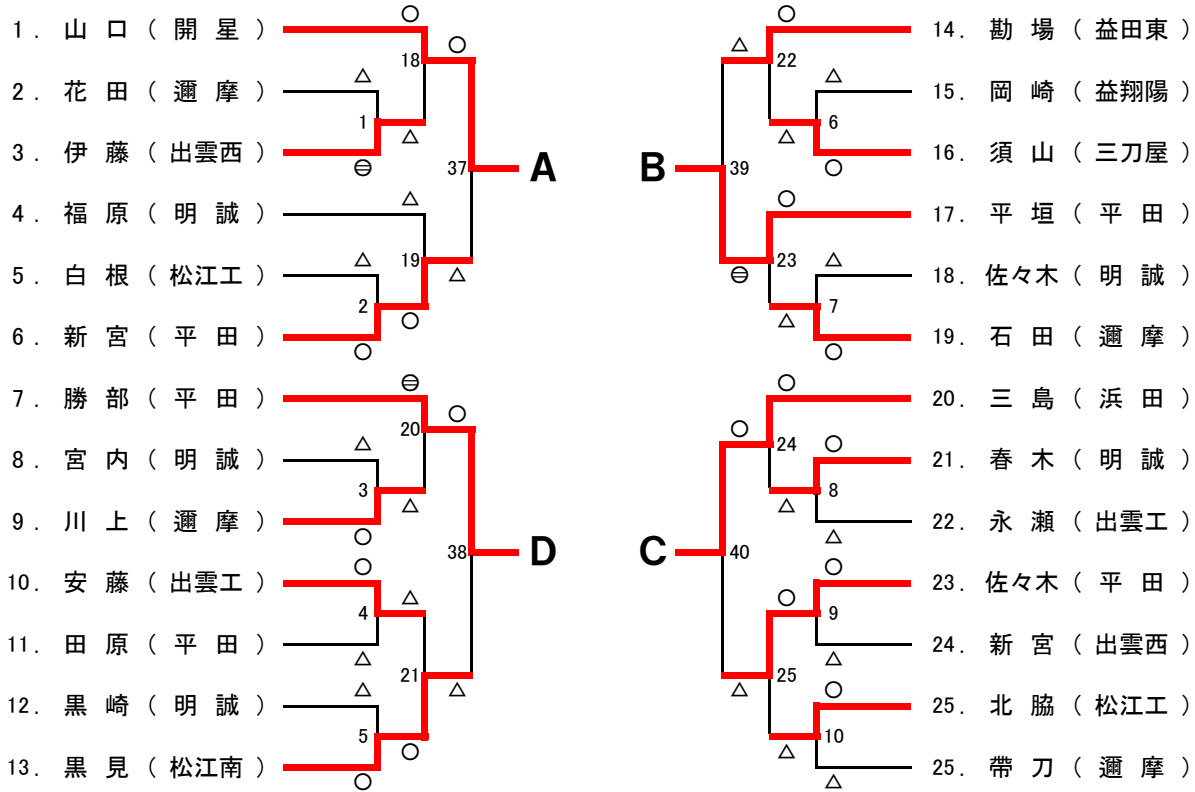 1. 山口(開星)
2. 花田(邇摩)
3. 伊藤(出雲西)
4. 福原(明誠)
5. 白根(松江工)
6. 新宮(平田)
7. 勝部(平田)
8. 宮内(明誠)
9. 川上(邇摩)
10. 安藤(出雲工)
11. 田原(平田)
12. 黒崎(明誠)
13. 黒見(松江南)
○
△
⊖
△
△
○
⊖
△
○
○
△
△
○
1
2
3
4
5
○
△
△
○
△
△
○
18
19
20
21
○
△
○
△
37
38
A
D
B
C
39
40
△
⊖
○
△
22
23
24
25
○
△
○
△
○
△
○
△
6
7
8
9
10
△
○
△
○
○
△
○
△
○
△
14. 勘場(益田東)
15. 岡崎(益翔陽)
16. 須山(三刀屋)
17. 平垣(平田)
18. 佐々木(明誠)
19. 石田(邇摩)
20. 三島(浜田)
21. 春木(明誠)
22. 永瀬(出雲工)
23. 佐々木(平田)
24. 新宮(出雲西)
25. 北脇(松江工)
25. 帶刀(邇摩)